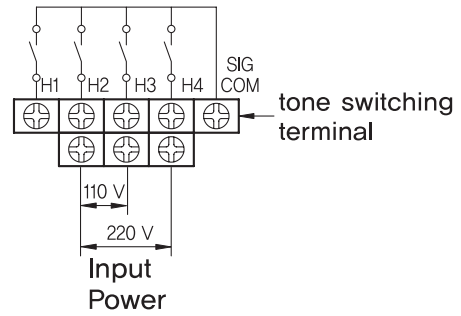 H1 H2 H3 H4 SIG
COM
tone switching
terminal
110 V
220 V
Input
Power